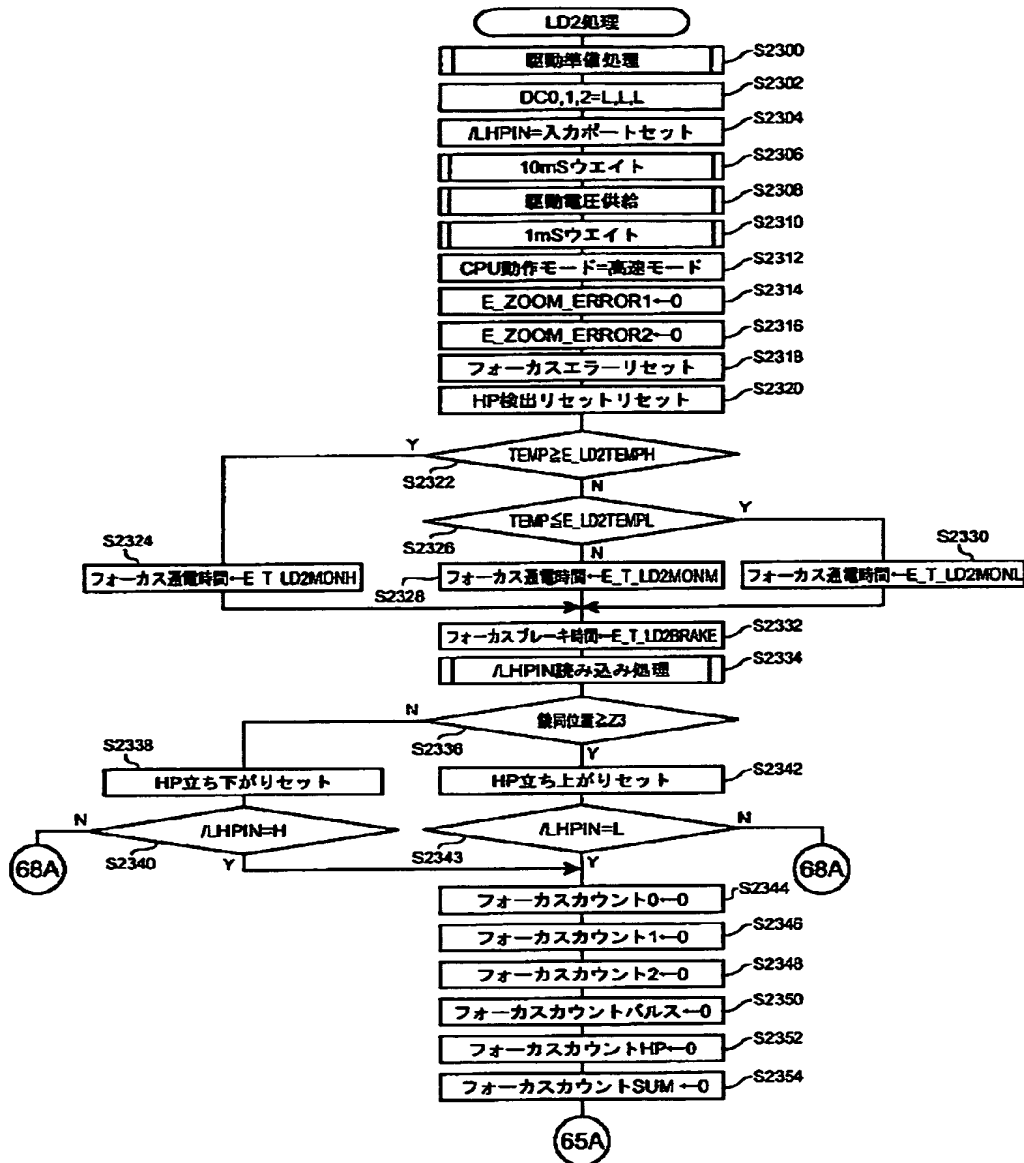 LD2処理
駆動準備処理
S2300
DC0,1,2=L,L,L
S2302
/LHPIN=入力ポートセット
S2304
10mSウエイト
S2306
駆動電圧供給
S2308
1mSウエイト
S2310
CPU動作モード=高速モード
S2312
E_ZOOM_ERROR1←0
S2314
E_ZOOM_ERROR2←0
S2316
フォーカスエラーリセット
S2318
HP検出リセットリセット
S2320
Y
TEMP≧E_LD2TEMPH
S2322
N
TEMP≦E_LD2TEMPL
Y
S2326
N
S2324
S2330
フォーカス通電時間←E_T_LD2MONH
フォーカス通電時間←E_T_LD2MONM
フォーカス通電時間←E_T_LD2MONL
S2328
フォーカスブレーキ時間←E_T_LD2BRAKE
S2332
/LHPIN読み込み処理
S2334
N
鏡胴位置≧Z3
S2336
Y
S2338
HP立ち下がりセット
HP立ち上がりセット
S2342
N
/LHPIN=H
/LHPIN=L
N
68A
S2340
Y
S2343
Y
68A
フォーカスカウント0←0
S2344
フォーカスカウント1←0
S2346
フォーカスカウント2←0
S2348
フォーカスカウントパルス←0
S2350
フォーカスカウントHP←0
S2352
フォーカスカウントSUM←0
S2354
65A